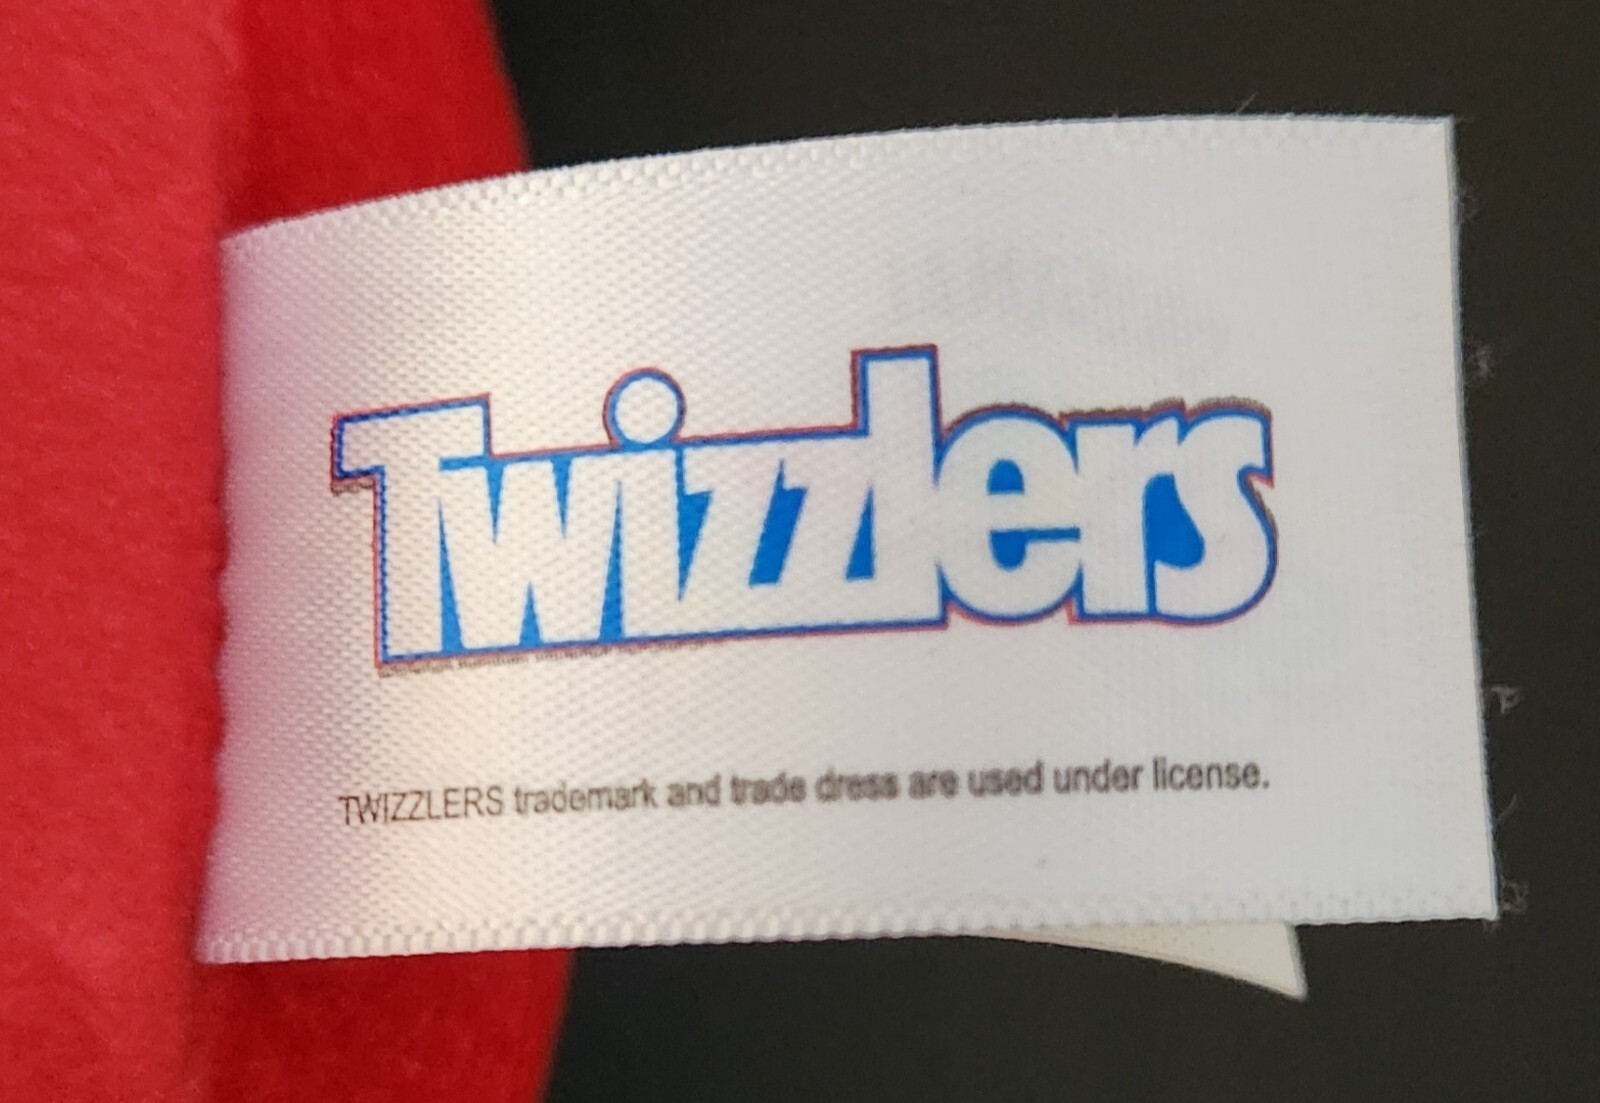 Twizzlers
TWIZZLERS trademark and trade dress are used under license.